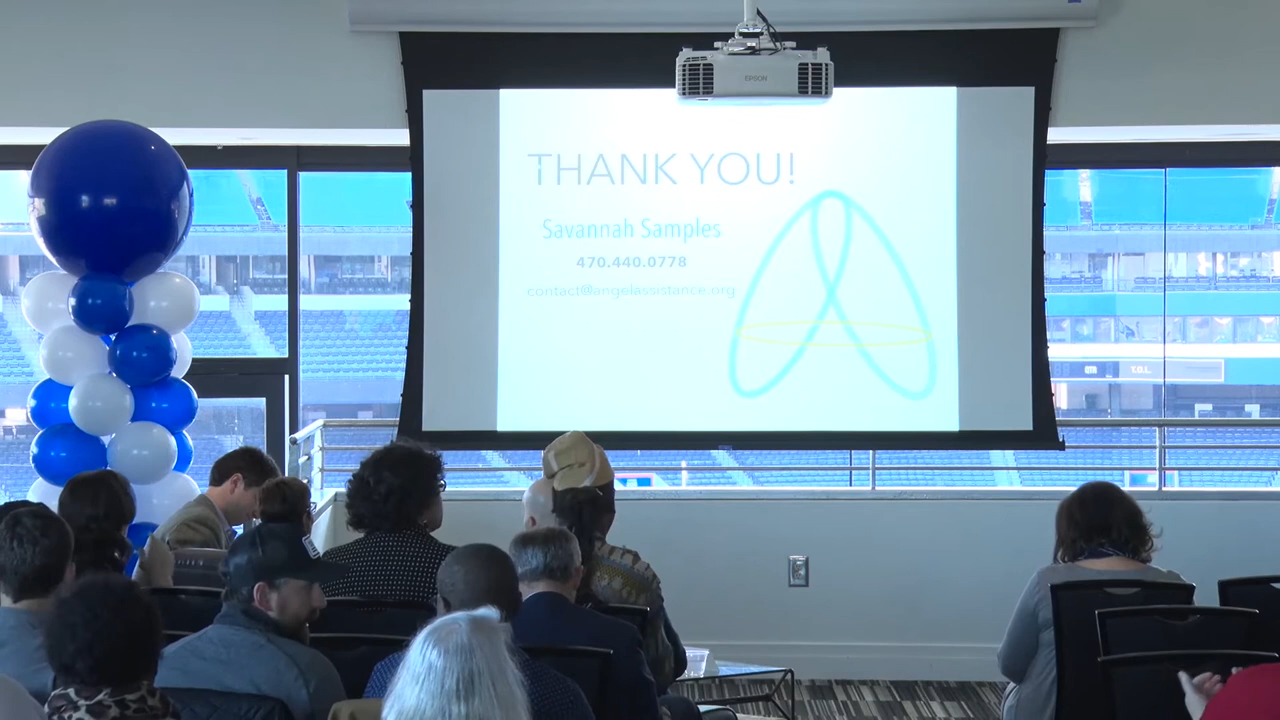 EPSON
THANK YOU!
Savannah Samples
470.440.0778
contact@angelassistance.org
T.O.L.